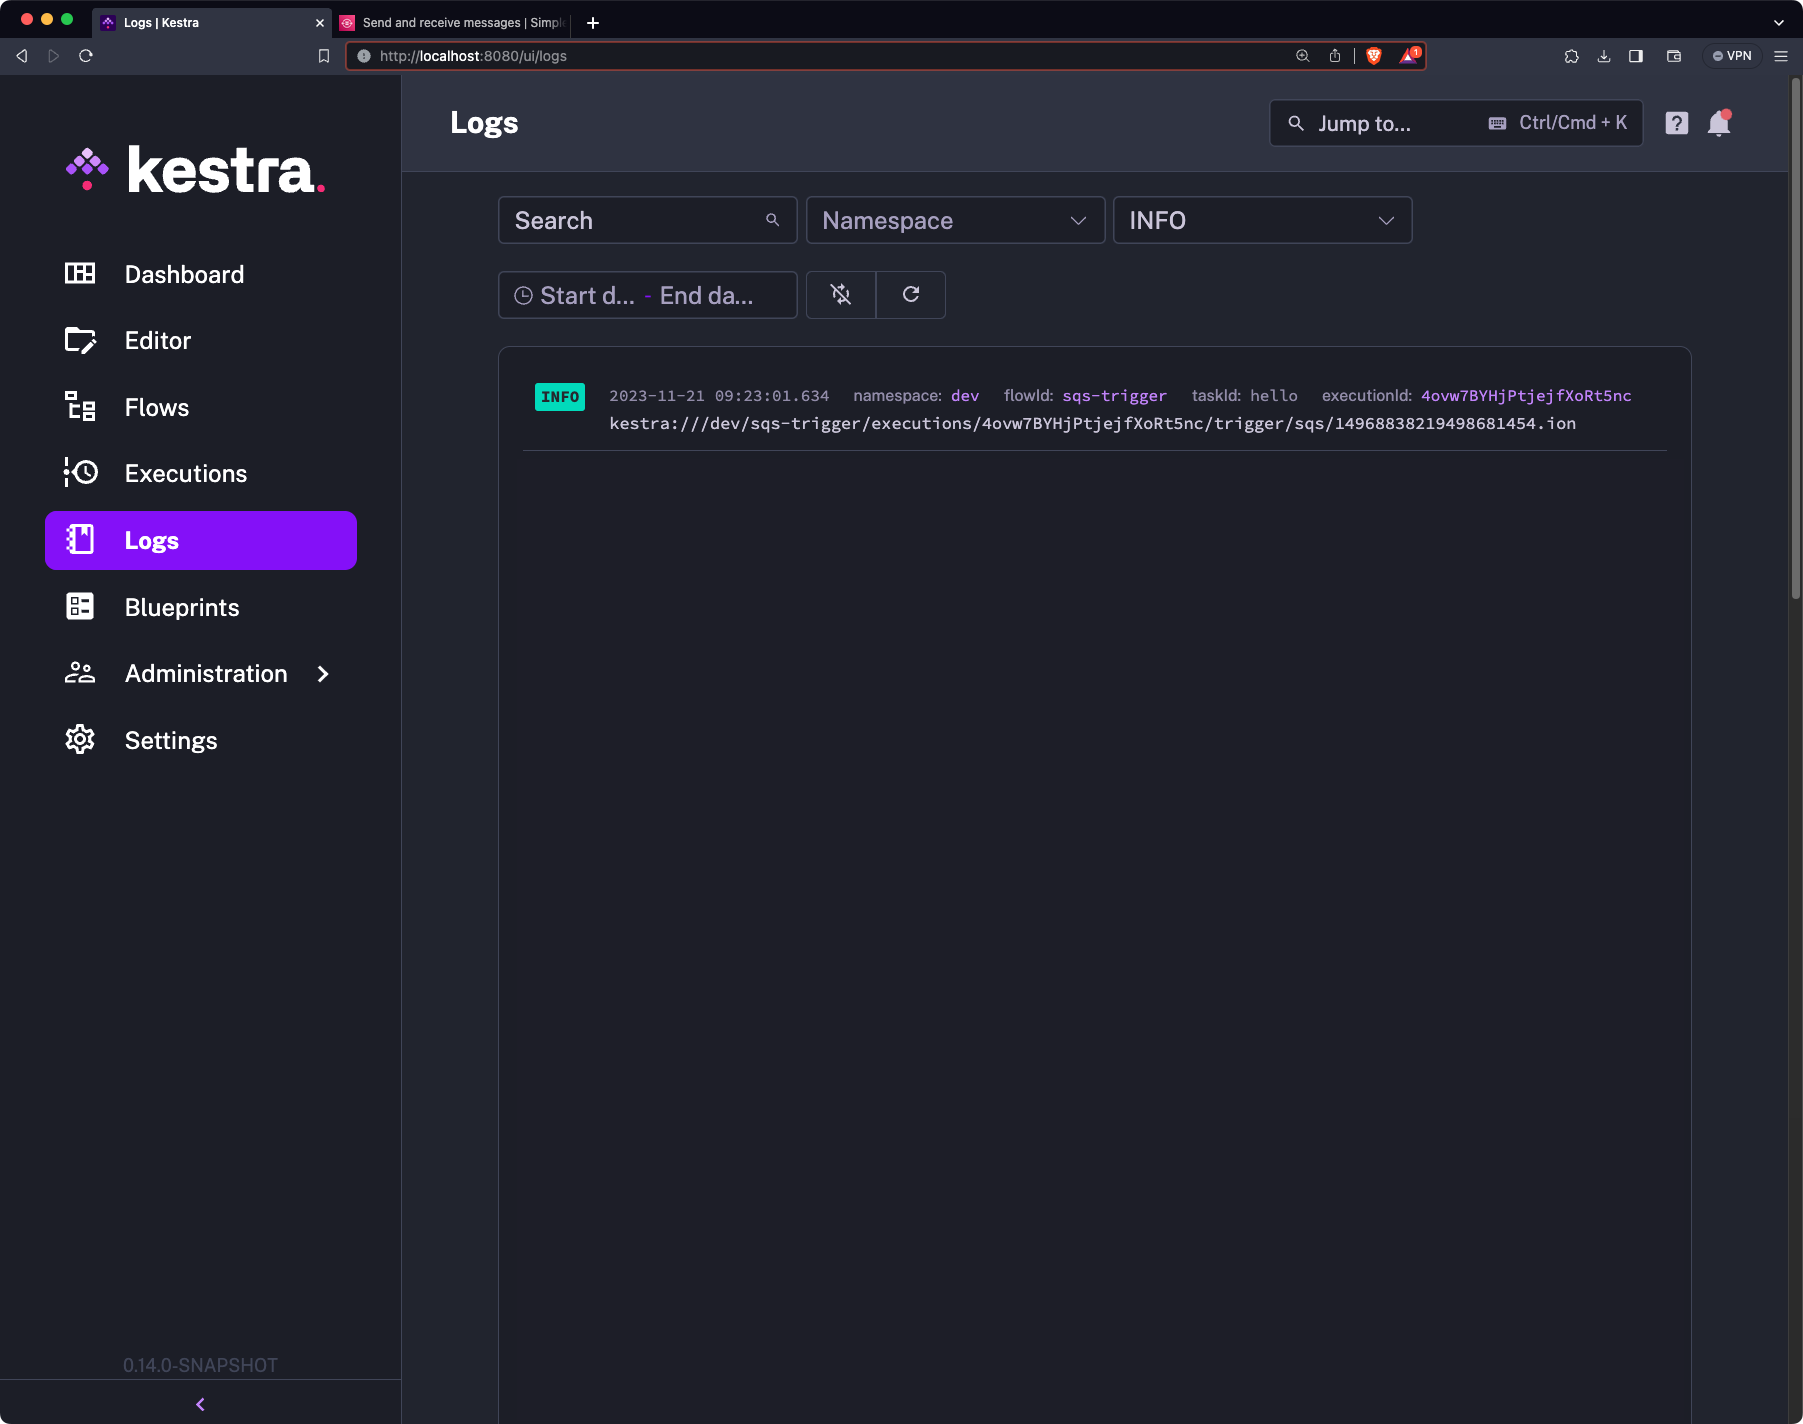 Logs | Kestra
Send and receive messages | Simple
http://localhost:8080/ui/logs
1
VPN
kestra.
Dashboard
Editor
Flows
Executions
Logs
Blueprints
Administration
Settings
0.14.0-SNAPSHOT
Logs
Jump to...
Ctrl/Cmd + K
?
Search
Namespace
INFO
Start d... - End da...
INFO 2023-11-21 09:23:01.634 namespace: dev flowId: sqs-trigger taskId: hello executionId: 4ovw7BYHjPtjejfXoRt5nc
kestra:///dev/sqs-trigger/executions/4ovw7BYHjPtjejfXoRt5nc/trigger/sqs/14968838219498681454.ion